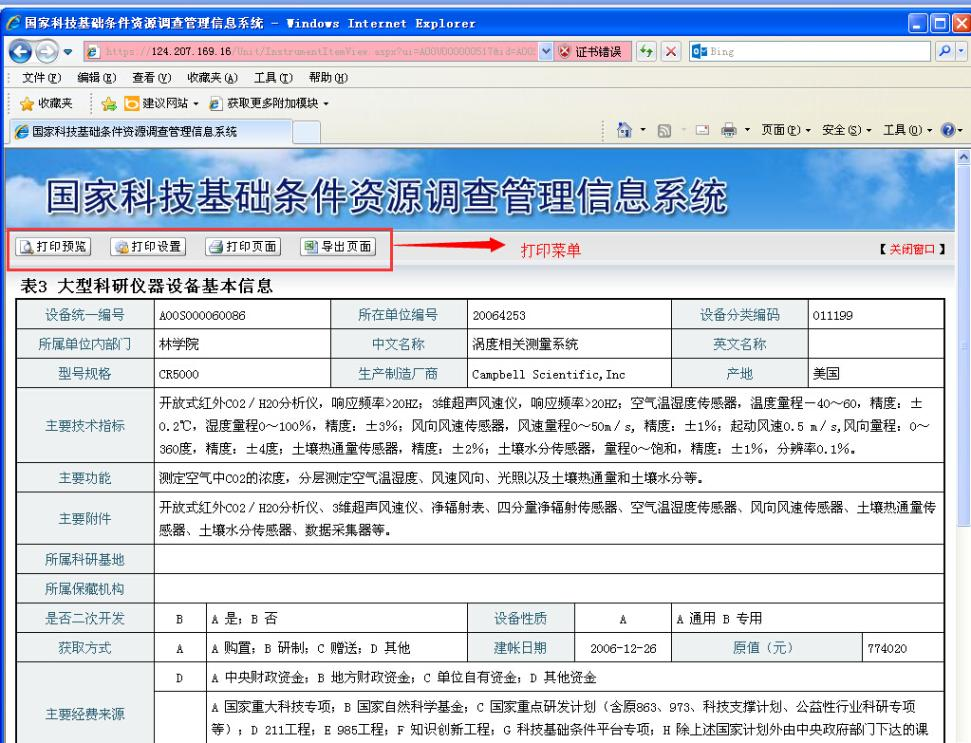 国家科技基础条件资源调查管理信息系统 - Windows Internet Explorer
https://124.207.169.16/Unit/InstrumentItemView.aspx?ui=A00V000000517&id=A00 证书错误 Bing
文件(F) 编辑(E) 查看(V) 收藏夹(A) 工具(T) 帮助(H)
收藏夹 建议网站 获取更多附加模块
国家科技基础条件资源调查管理信息系统 页面(P) 安全(S) 工具(O)
国家科技基础条件资源调查管理信息系统
打印预览 打印设置 打印页面 导出页面 打印菜单 【关闭窗口】
表3 大型科研仪器设备基本信息
设备统一编号 A00S000060086 所在单位编号 20064253 设备分类编码 011199
所属单位内部门 林学院 中文名称 涡度相关测量系统 英文名称
型号规格 CR5000 生产制造厂商 Campbell Scientific,Inc 产地 美国
主要技术指标
开放式红外CO2/H2O分析仪，响应频率>20HZ；3维超声风速仪，响应频率>20HZ；空气温湿度传感器，温度量程-40～60，精度：±
0.2℃，湿度量程0～100%，精度：±3%；风向风速传感器，风速量程0～50m/s, 精度：±1%；起动风速0.5 m/s,风向量程：0～
360度，精度：±4度；土壤热通量传感器，精度：±2%；土壤水分传感器，量程0～饱和，精度：±1%，分辨率0.1%。
主要功能 测定空气中CO2的浓度，分层测定空气温湿度、风速风向、光照以及土壤热通量和土壤水分等。
主要附件
开放式红外CO2/H2O分析仪、3维超声风速仪、净辐射表、四分量净辐射传感器、空气温湿度传感器、风向风速传感器、土壤热通量传
感器、土壤水分传感器、数据采集器等。
所属科研基地
所属保藏机构
是否二次开发 B A 是；B 否 设备性质 A A 通用 B 专用
获取方式 A A 购置；B 研制；C 赠送；D 其他 建帐日期 2006-12-26 原值（元） 774020
主要经费来源
D A 中央财政资金；B 地方财政资金；C 单位自有资金；D 其他资金
A 国家重大科技专项；B 国家自然科学基金；C 国家重点研发计划（含原863、973、科技支撑计划、公益性行业科研专项
等）；D 211工程；E 985工程；F 知识创新工程；G 科技基础条件平台专项；H 除上述国家计划外由中央政府部门下达的课